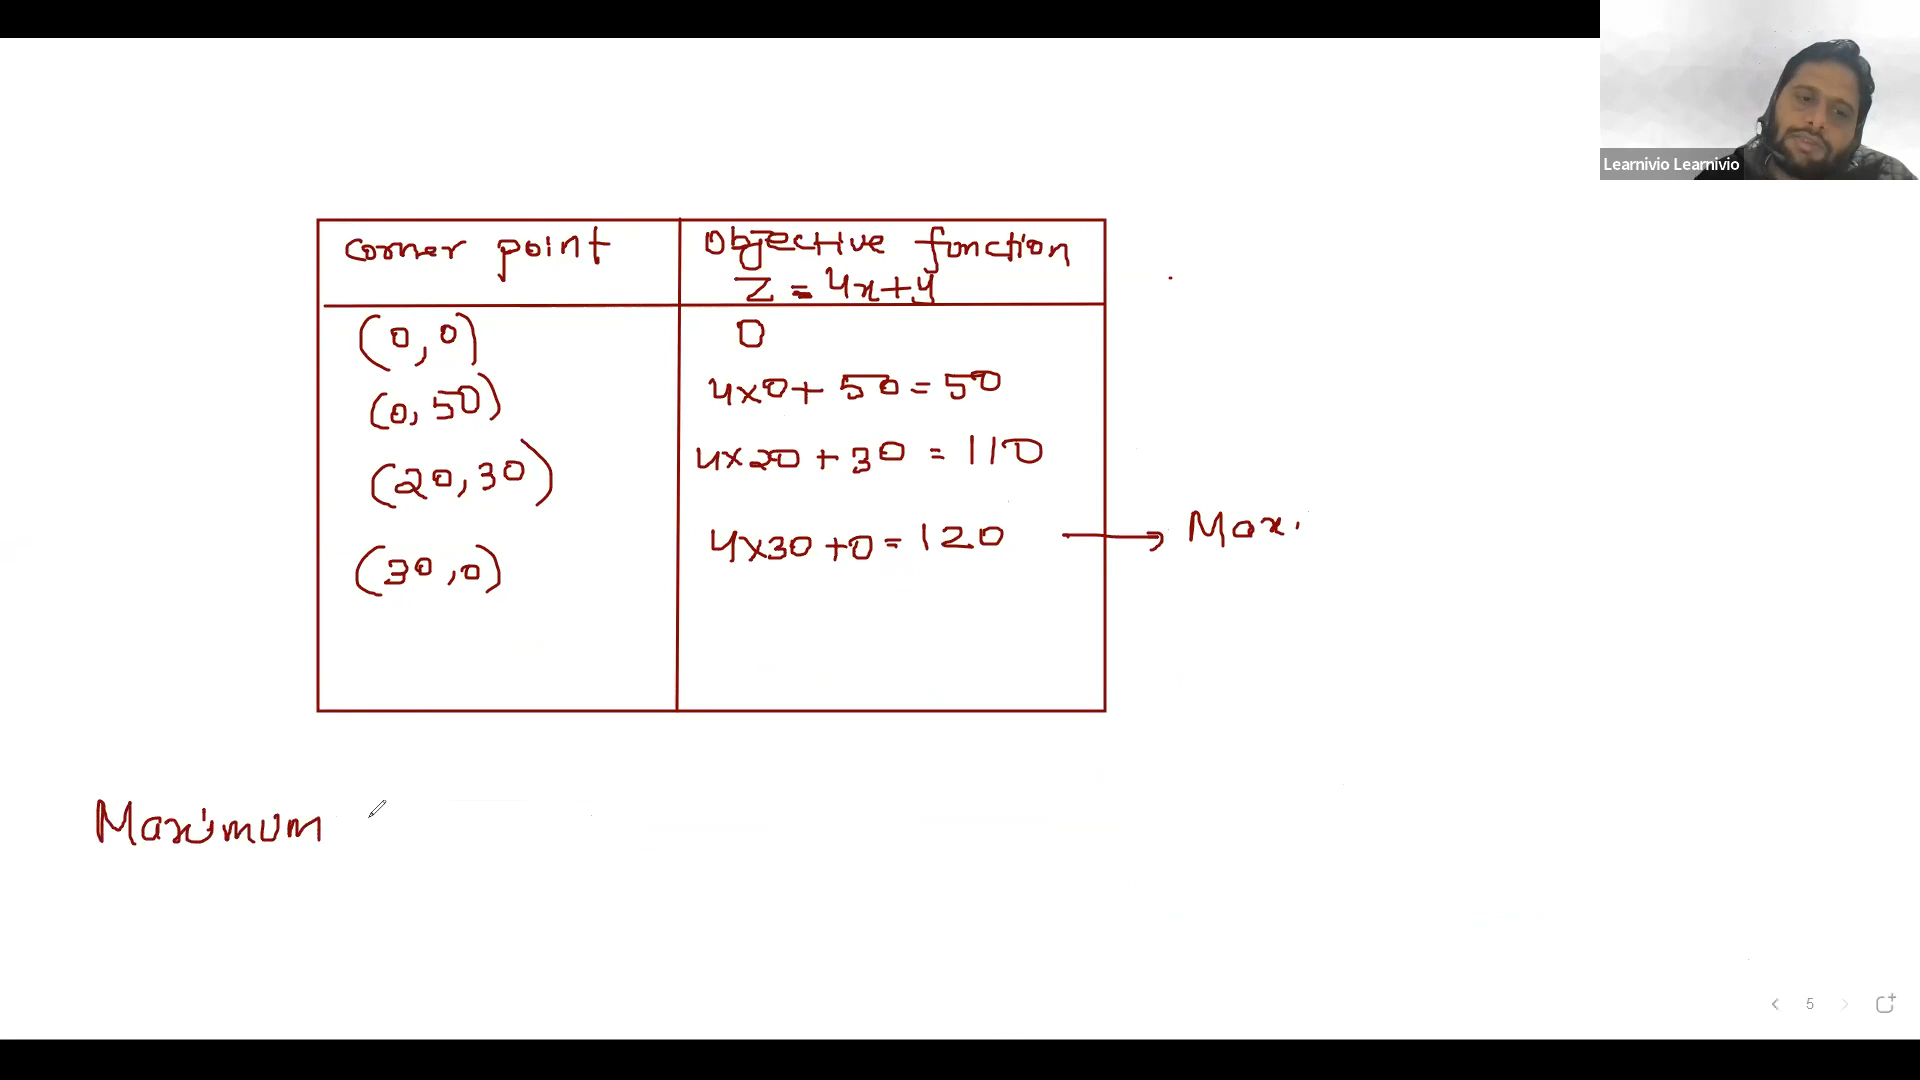 Learnivio Learnivio
Corner point
Objective function
Z = 4x+y
(0,0)
0
(0,50)
4x0+ 50=50
(20,30)
4x20 + 30 = 110
(30,0)
4x30 +0= 120
Max.
Maximum
5